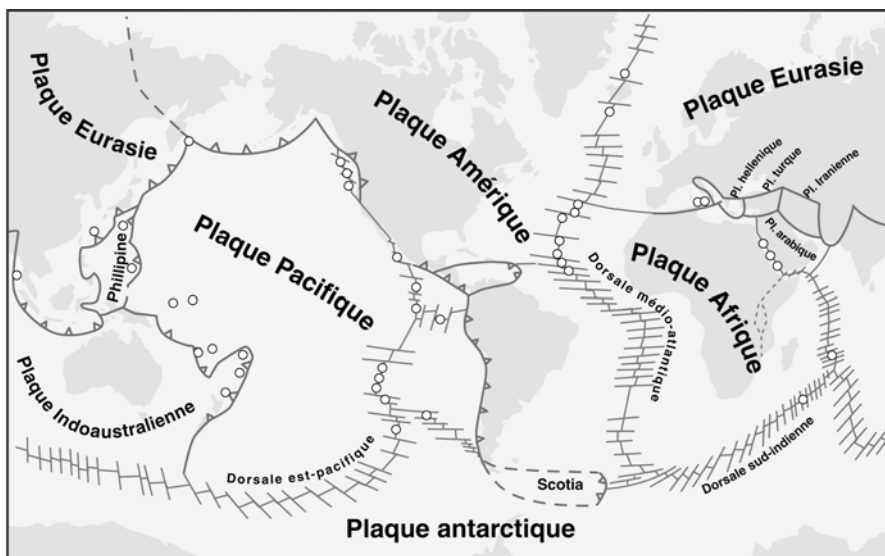 Plaque Eurasie
Plaque Amérique
Plaque Eurasie
Pl. hellenique
Pl. turque
Pl. Iranienne
Pl. arabique
Phillipine
Plaque Pacifique
Dorsale médio-atlantique
Plaque Afrique
Plaque Indoaustralienne
Dorsale est-pacifique
Scotia
Dorsale sud-indienne
Plaque antarctique